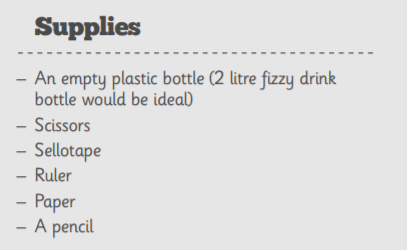 Supplies
– An empty plastic bottle (2 litre fizzy drink
bottle would be ideal)
– Scissors
– Sellotape
– Ruler
– Paper
– A pencil